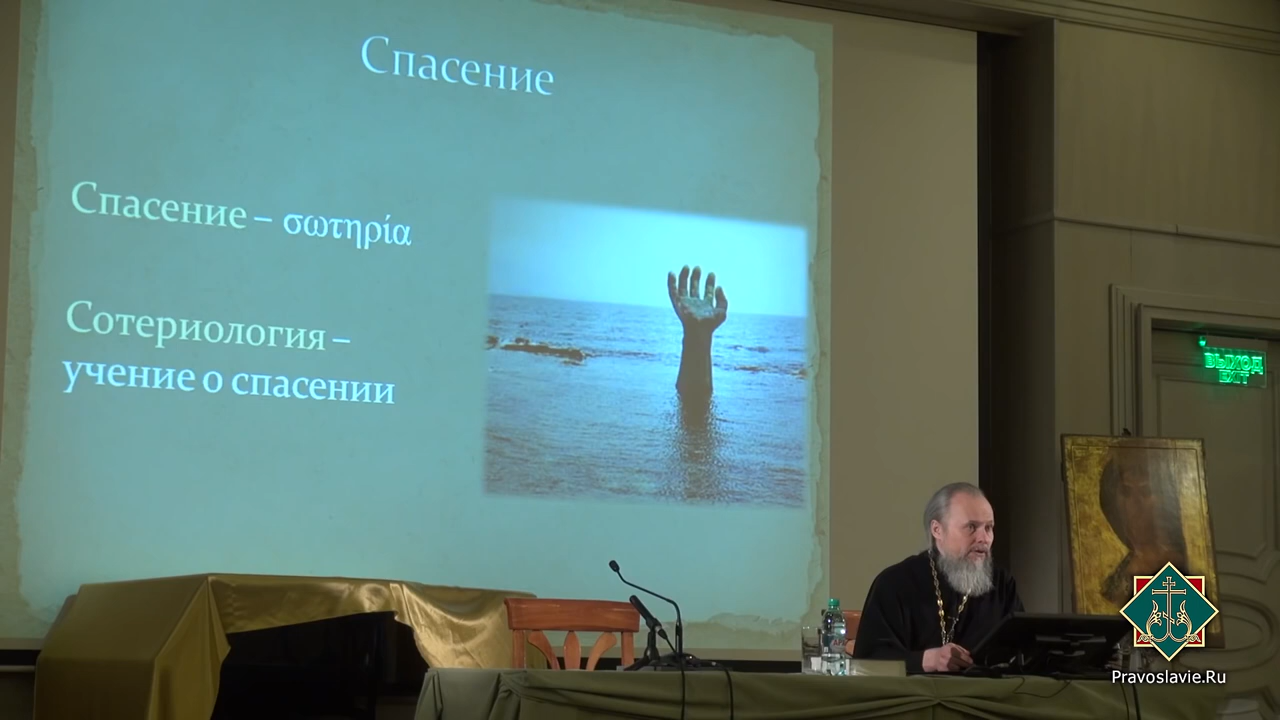 Спасение
Спасение – σωτηρία
Сотериология –
учение о спасении
ВЫХОД
EXIT
Pravoslavie.Ru